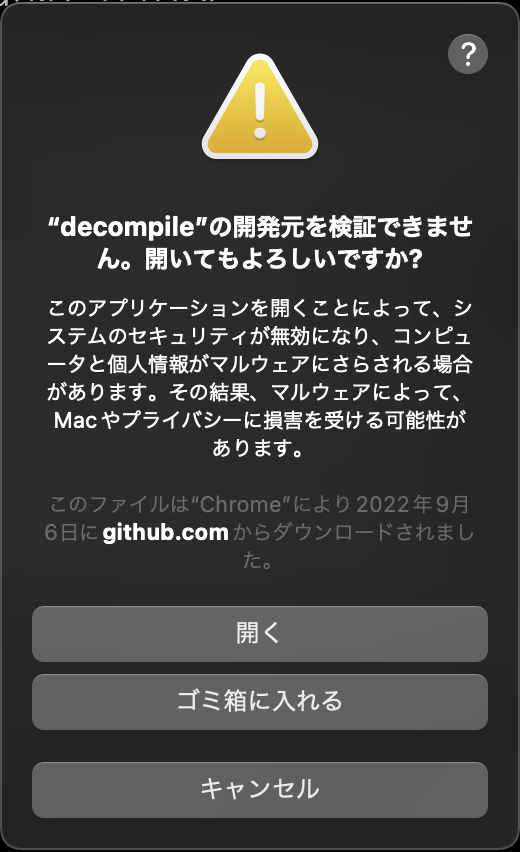 ?
“decompile”の開発元を検証できませ
ん。開いてもよろしいですか?
このアプリケーションを開くことによって、シ
ステムのセキュリティが無効になり、コンピュ
ータと個人情報がマルウェアにさらされる場合
があります。その結果、マルウェアによって、
Macやプライバシーに損害を受ける可能性が
あります。
このファイルは“Chrome”により2022年9月
6日にgithub.comからダウンロードされまし
た。
開く
ゴミ箱に入れる
キャンセル